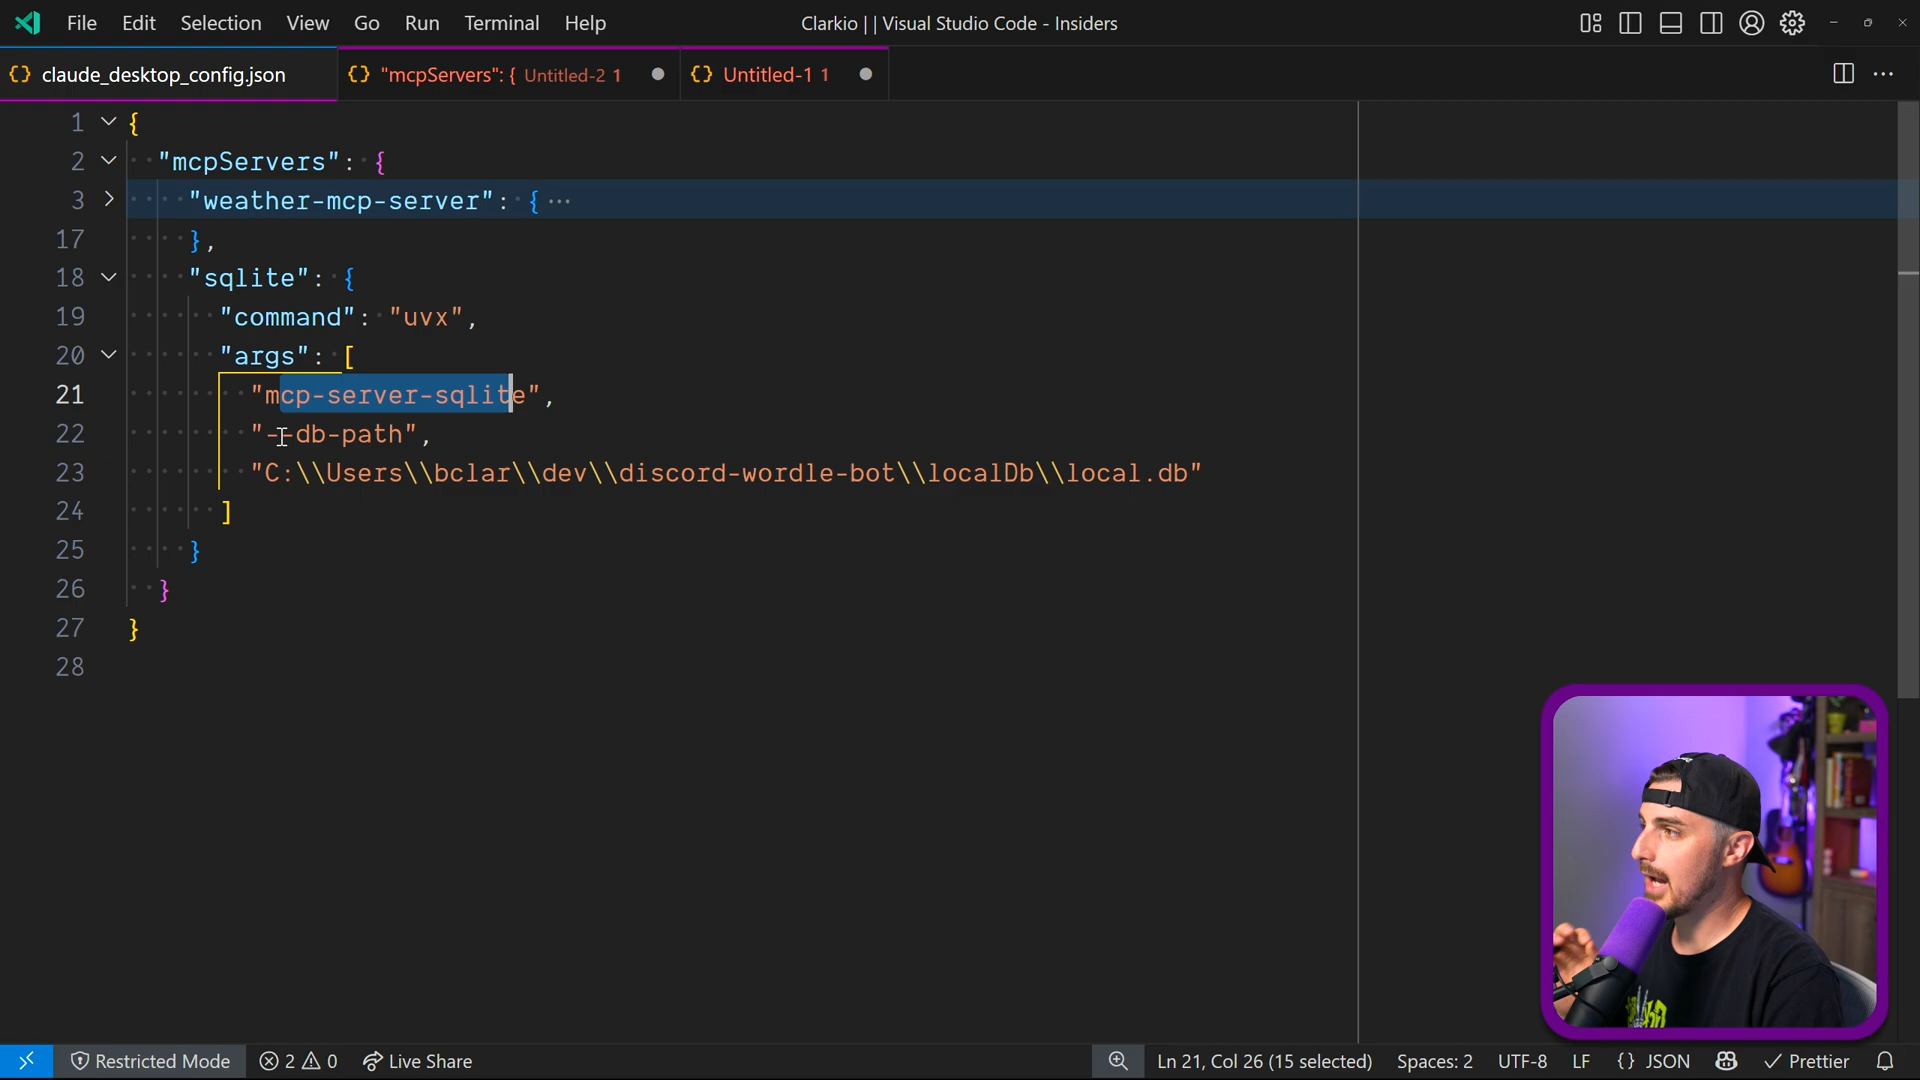 File Edit Selection View Go Run Terminal Help Clarkio || Visual Studio Code - Insiders
{} claude_desktop_config.json {} "mcpServers": { Untitled-2 1 {} Untitled-1 1
1 {
2 "mcpServers": {
3 "weather-mcp-server": { ···
17 },
18 "sqlite": {
19 "command": "uvx",
20 "args": [
21 "mcp-server-sqlite",
22 "--db-path",
23 "C:\\Users\\bclar\\dev\\discord-wordle-bot\\localDb\\local.db"
24 ]
25 }
26 }
27 }
28
Restricted Mode 2 0 Live Share Ln 21, Col 26 (15 selected) Spaces: 2 UTF-8 LF {} JSON Prettier